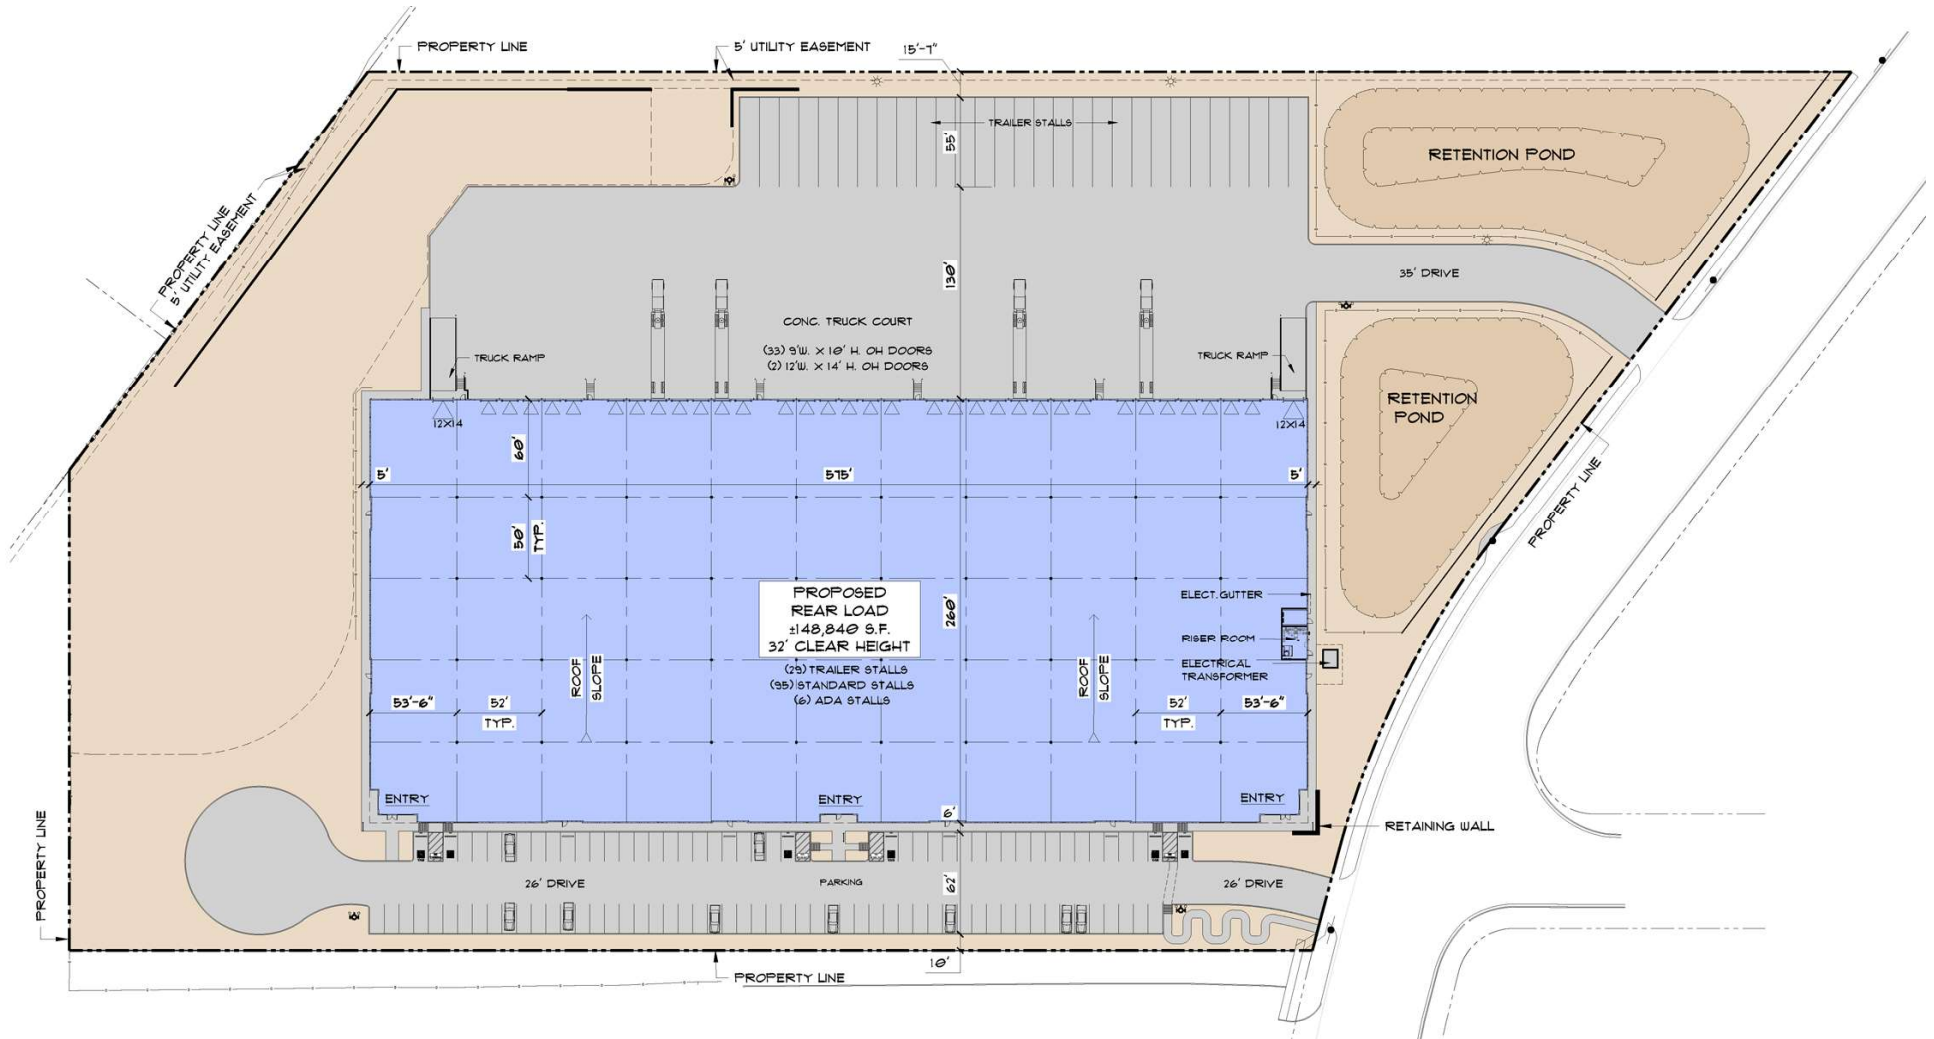 PROPERTY LINE
5' UTILITY EASEMENT
15'-7"
TRAILER STALLS
55'
RETENTION POND
PROPERTY LINE
5' UTILITY EASEMENT
130'
35' DRIVE
CONC. TRUCK COURT
(33) 9'W. X 10' H. OH DOORS
(2) 12'W. X 14' H. OH DOORS
TRUCK RAMP
TRUCK RAMP
RETENTION
POND
12X14
12X14
60'
5'
575'
5'
PROPERTY LINE
50'
TYP.
PROPOSED
REAR LOAD
±148,840 S.F.
32' CLEAR HEIGHT
(29) TRAILER STALLS
(95) STANDARD STALLS
(6) ADA STALLS
260'
ELECT. GUTTER
RISER ROOM
ELECTRICAL
TRANSFORMER
ROOF
SLOPE
ROOF
SLOPE
53'-6"
52'
TYP.
52'
TYP.
53'-6"
ENTRY
ENTRY
ENTRY
6'
RETAINING WALL
PROPERTY LINE
26' DRIVE
PARKING
62'
26' DRIVE
10'
PROPERTY LINE